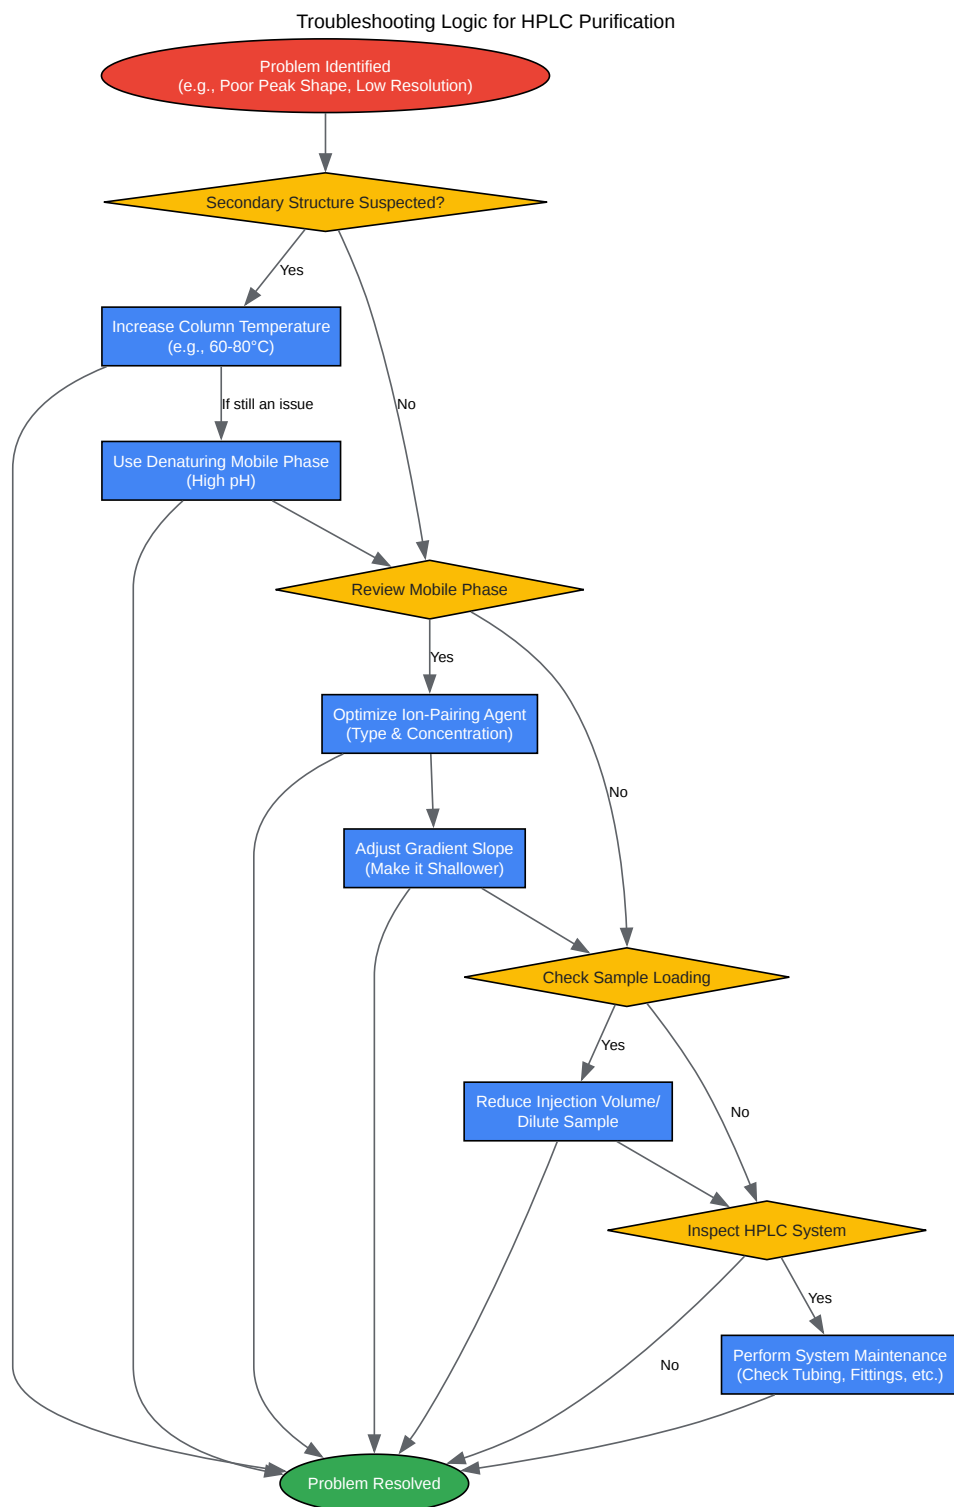 Troubleshooting Logic for HPLC Purification
Problem Identified
(e.g., Poor Peak Shape, Low Resolution)
Secondary Structure Suspected?
Yes
Increase Column Temperature
(e.g., 60-80°C)
If still an issue
No
Use Denaturing Mobile Phase
(High pH)
Review Mobile Phase
Yes
Optimize Ion-Pairing Agent
(Type & Concentration)
No
Adjust Gradient Slope
(Make it Shallower)
Check Sample Loading
Yes
Reduce Injection Volume/
Dilute Sample
No
Inspect HPLC System
Yes
Perform System Maintenance
(Check Tubing, Fittings, etc.)
No
Problem Resolved